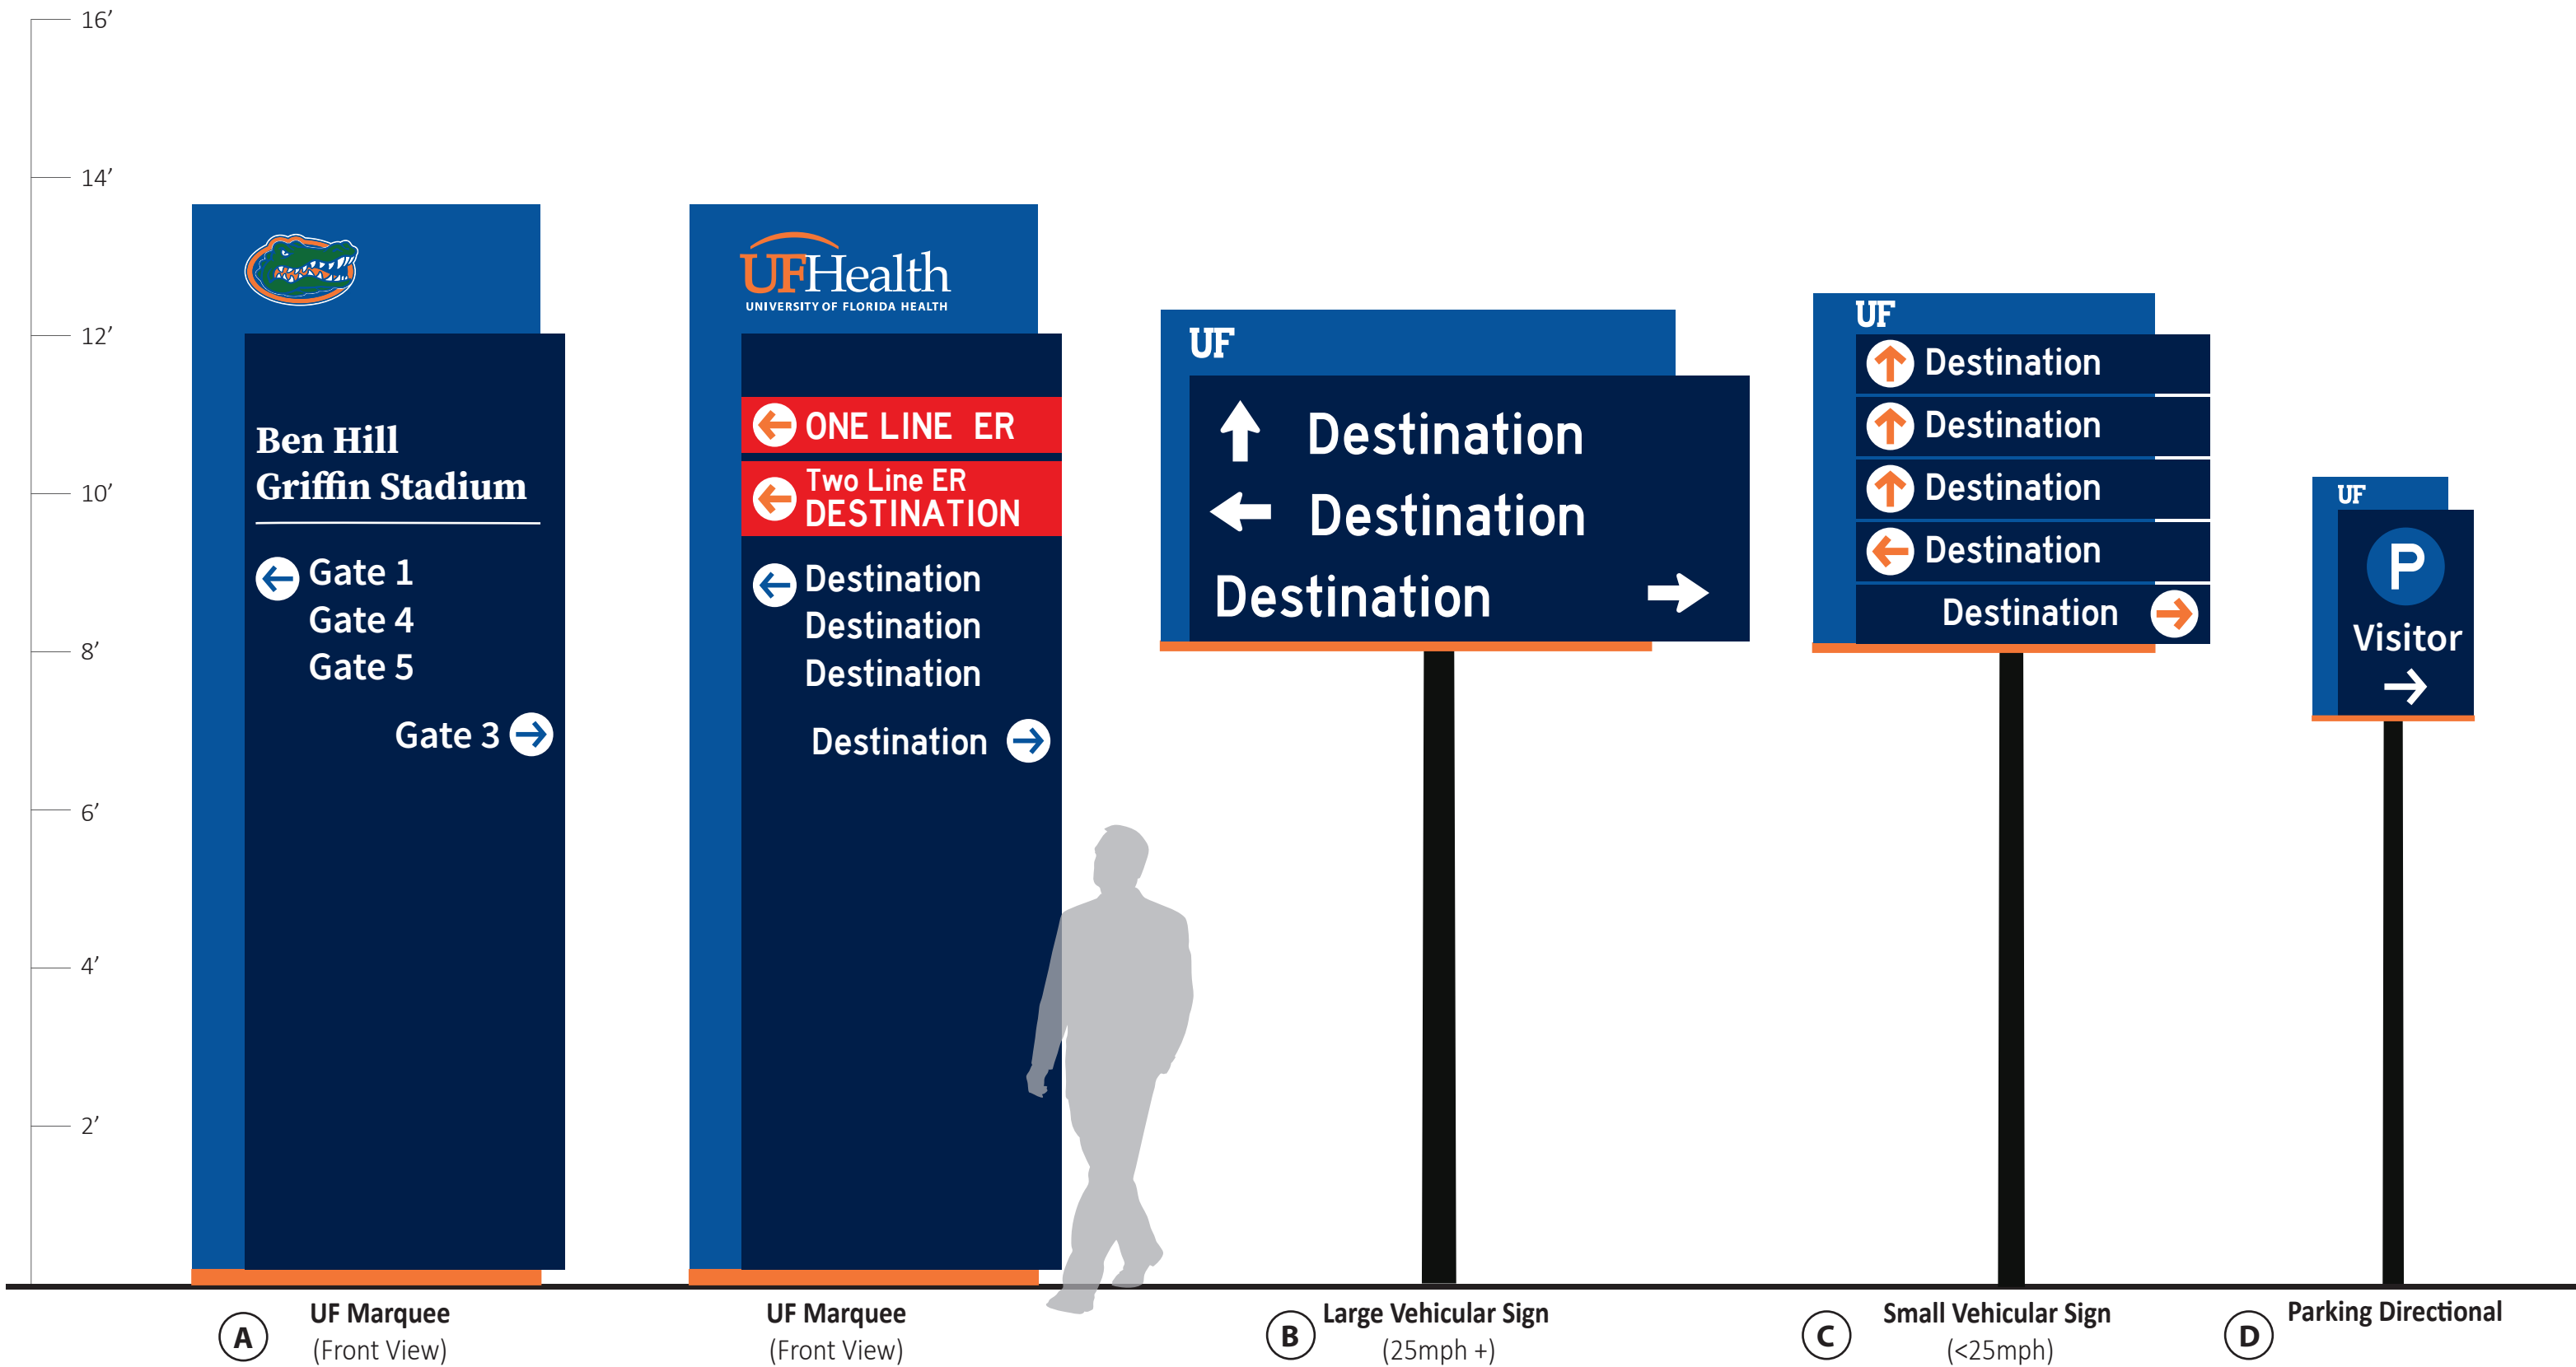 16’
14’
12’
10’
8’
6’
4’
2’
Ben Hill
Griffin Stadium
Gate 1
Gate 4
Gate 5
Gate 3
UFHealth
UNIVERSITY OF FLORIDA HEALTH
ONE LINE ER
Two Line ER
DESTINATION
Destination
Destination
Destination
Destination
UF
Destination
Destination
Destination
UF
Destination
Destination
Destination
Destination
Destination
UF
P
Visitor
A
UF Marquee
(Front View)
UF Marquee
(Front View)
B
Large Vehicular Sign
(25mph +)
C
Small Vehicular Sign
(<25mph)
D
Parking Directional